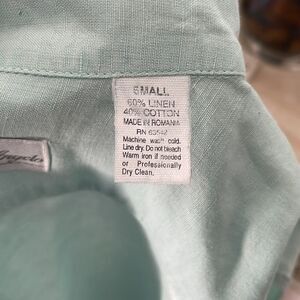 SMALL
60% LINEN
40% COTTON
MADE IN ROMANIA
RN 63542
Machine wash cold.
Line dry. Do not bleach
Warm iron if needed
or Professionally
Dry Clean.